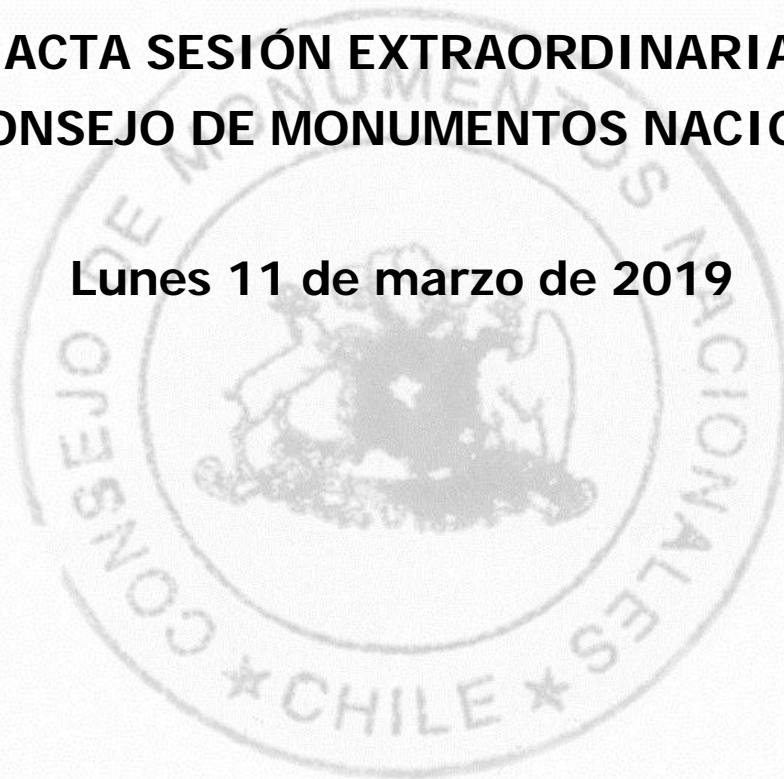 ACTA SESIÓN EXTRAORDINARIA
ONSEJO DE MONUMENTOS NACIO
Lunes 11 de marzo de 2019
CONSEJO DE MONUMENTOS NACIONALES
* CHILE *